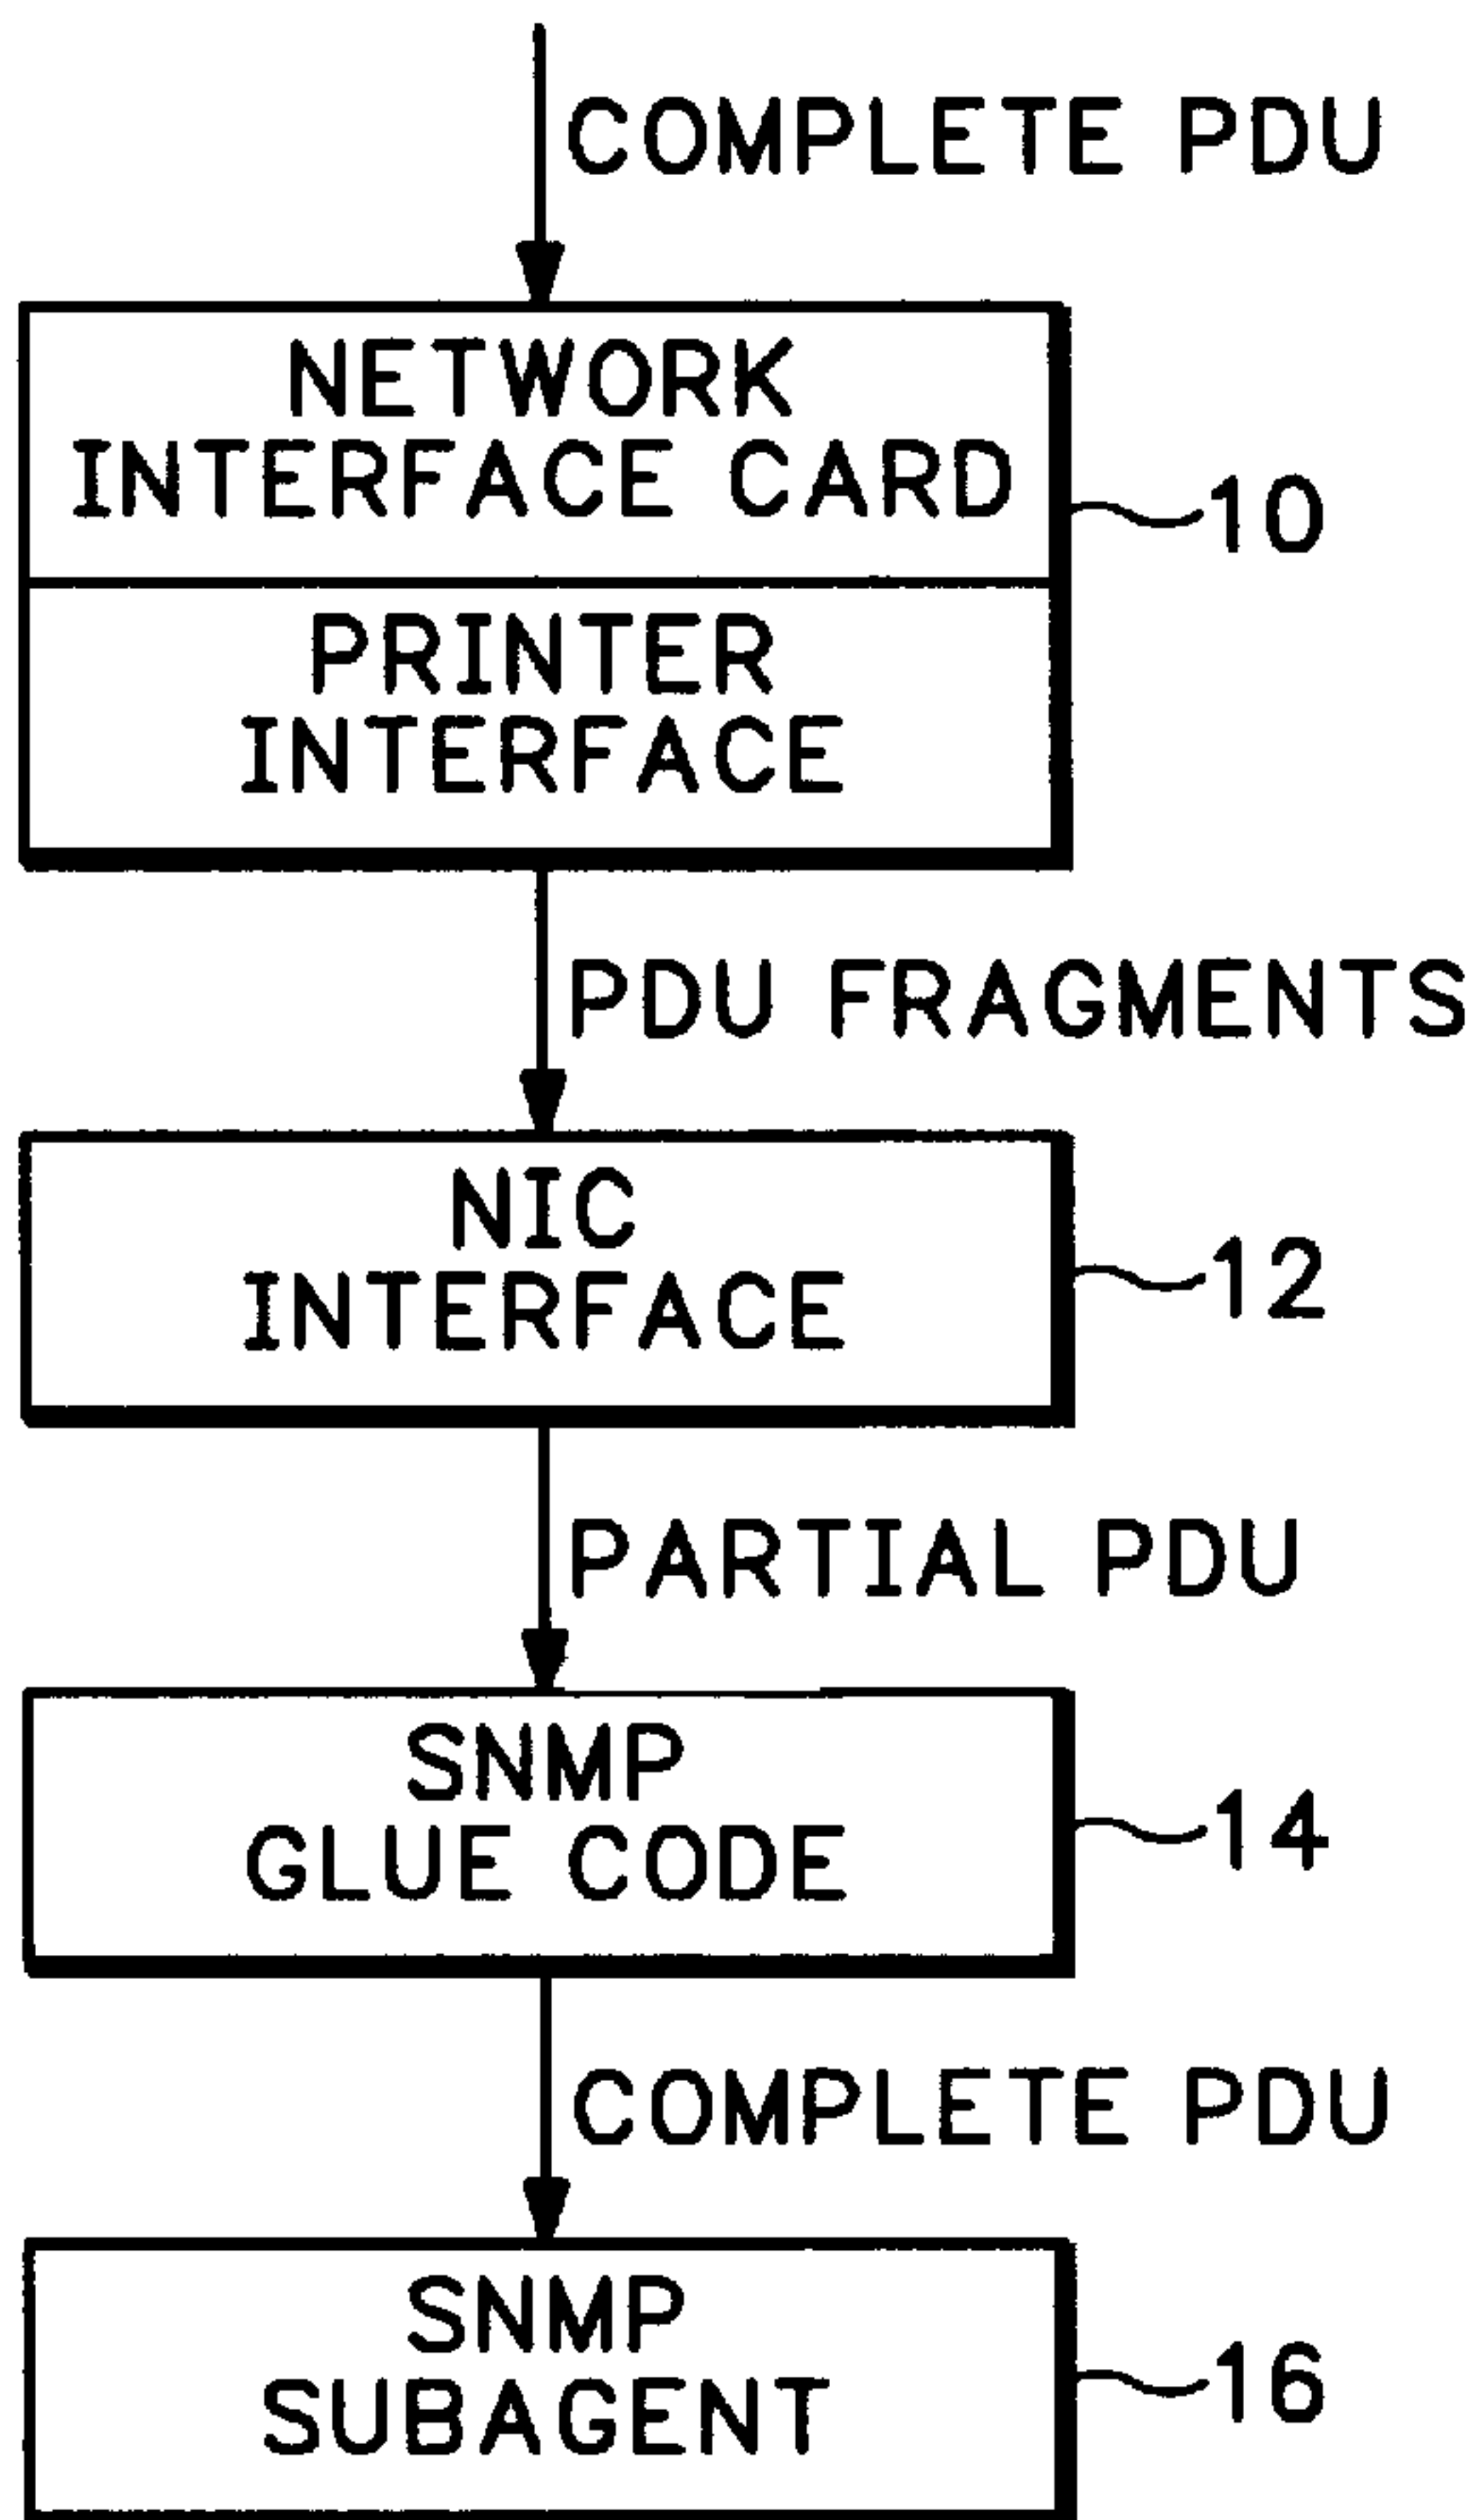 COMPLETE PDU
NETWORK
INTERFACE CARD
10
PRINTER
INTERFACE
PDU FRAGMENTS
NIC
INTERFACE
12
PARTIAL PDU
SNMP
GLUE CODE
14
COMPLETE PDU
SNMP
SUBAGENT
16